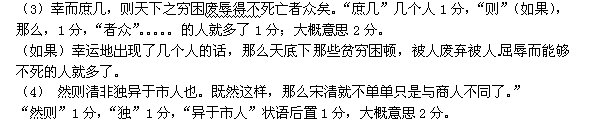 （3）幸而庶几，则天下之穷困废辱得不死亡者众矣。“庶几”几个人1分，“则”（如果），
那么，1分，“者众”。。。。。的人就多了1分；大概意思2分。
（如果）幸运地出现了几个人的话，那么天底下那些贫穷困顿，被人废弃被人.屈辱而能够
不死的人就多了。
（4） 然则清非独异于市人也。既然这样，那么宋清就不单单只是与商人不同了。”
“然则”1分，“独”1分，“异于市人”状语后置1分，大概意思2分。